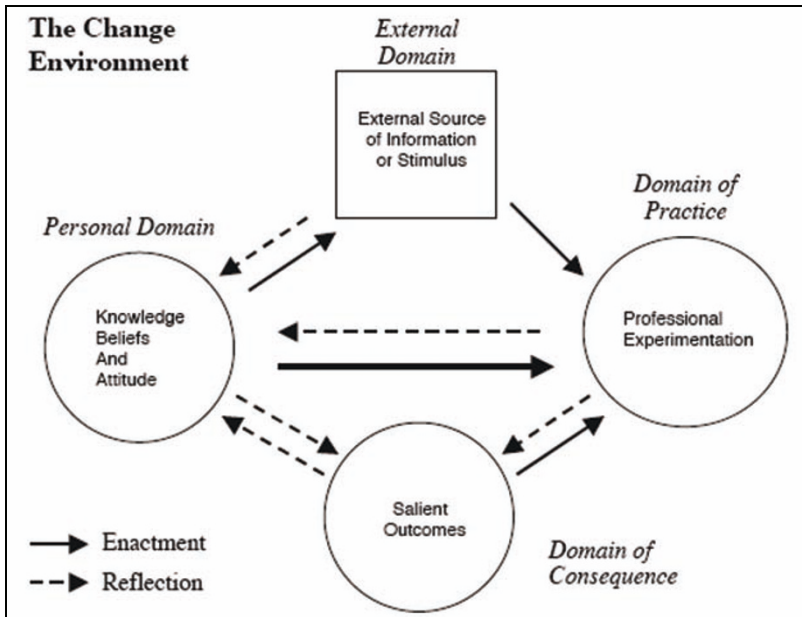 The Change
Environment
External
Domain
External Source
of Information
or Stimulus
Domain of
Practice
Personal Domain
Knowledge
Beliefs
And
Attitude
Professional
Experimentation
Salient
Outcomes
Domain of
Consequence
Enactment
Reflection